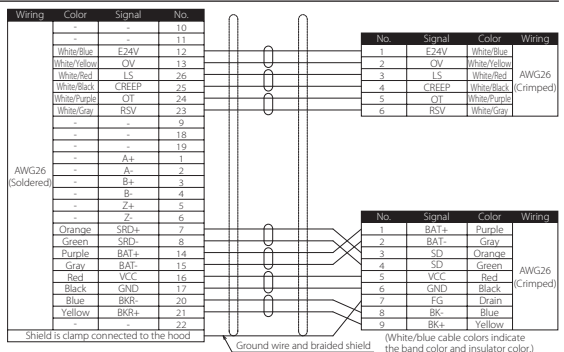 Wiring Color Signal No.
- - 10
- - 11
White/Blue E24V 12
White/Yellow OV 13
White/Red LS 26
White/Black CREEP 25
White/Purple OT 24
White/Gray RSV 23
- - 9
- - 18
- - 19
- A+ 1
- A- 2
- B+ 3
- B- 4
- Z+ 5
- Z- 6
Orange SRD+ 7
Green SRD- 8
Purple BAT+ 14
Gray BAT- 15
Red VCC 16
Black GND 17
Blue BKR- 20
Yellow BKR+ 21
- - 22
AWG26
(Soldered)
Shield is clamp connected to the hood
No. Signal Color Wiring
1 E24V White/Blue
2 OV White/Yellow
3 LS White/Red
4 CREEP White/Black
5 OT White/Purple
6 RSV White/Gray
AWG26
(Crimped)
No. Signal Color Wiring
1 BAT+ Purple
2 BAT- Gray
3 SD Orange
4 SD Green
5 VCC Red
6 GND Black
7 FG Drain
8 BK- Blue
9 BK+ Yellow
AWG26
(Crimped)
Ground wire and braided shield
(White/blue cable colors indicate
the band color and insulator color.)